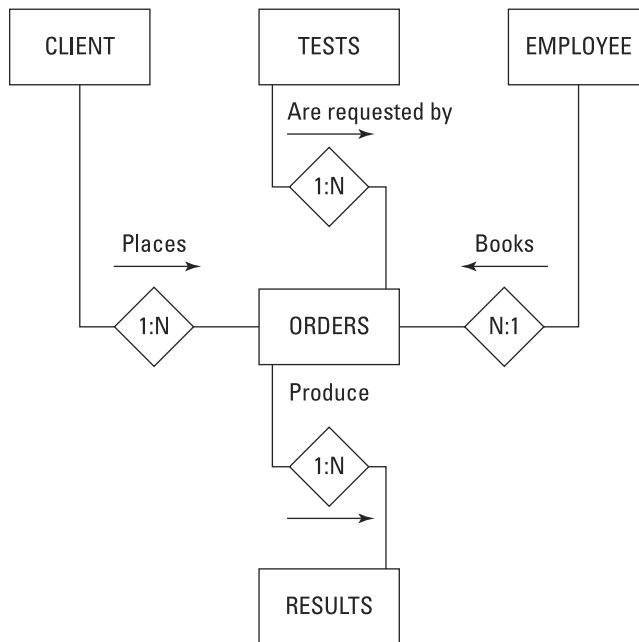 CLIENT
TESTS
EMPLOYEE
Are requested by
1:N
Places
Books
1:N
ORDERS
N:1
Produce
1:N
RESULTS